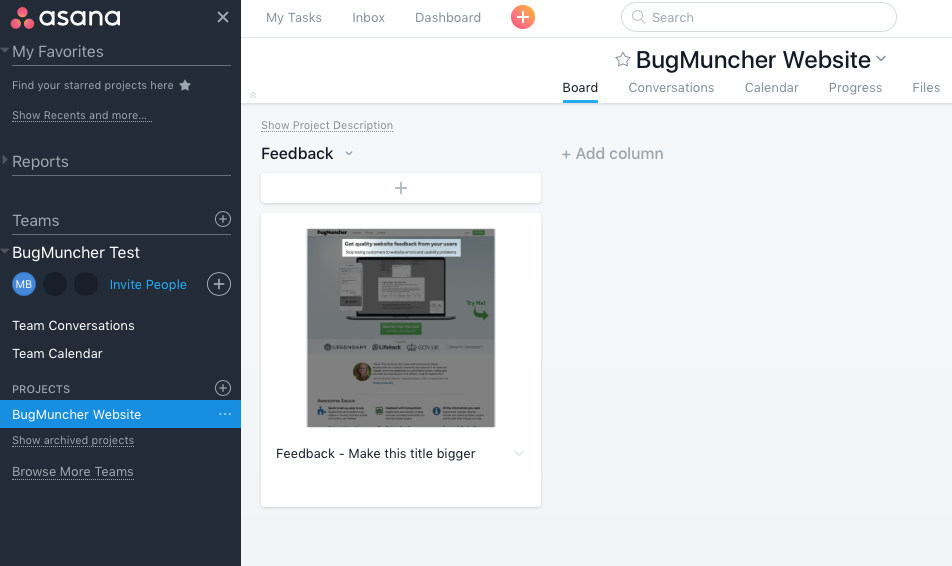 asana
My Favorites
Find your starred projects here
Show Recents and more...
Reports
Teams
BugMuncher Test
MB
Invite People
Team Conversations
Team Calendar
PROJECTS
BugMuncher Website
Show archived projects
Browse More Teams
My Tasks Inbox Dashboard Search
BugMuncher Website
Board Conversations Calendar Progress Files
Show Project Description
Feedback
+ Add column
BugMuncher
Get quality website feedback from your users
Stop losing customers to website errors and usability problems
Try Me!
LEGENDARY lifehack GOV.UK
Awesome Sauce
Feedback - Make this title bigger